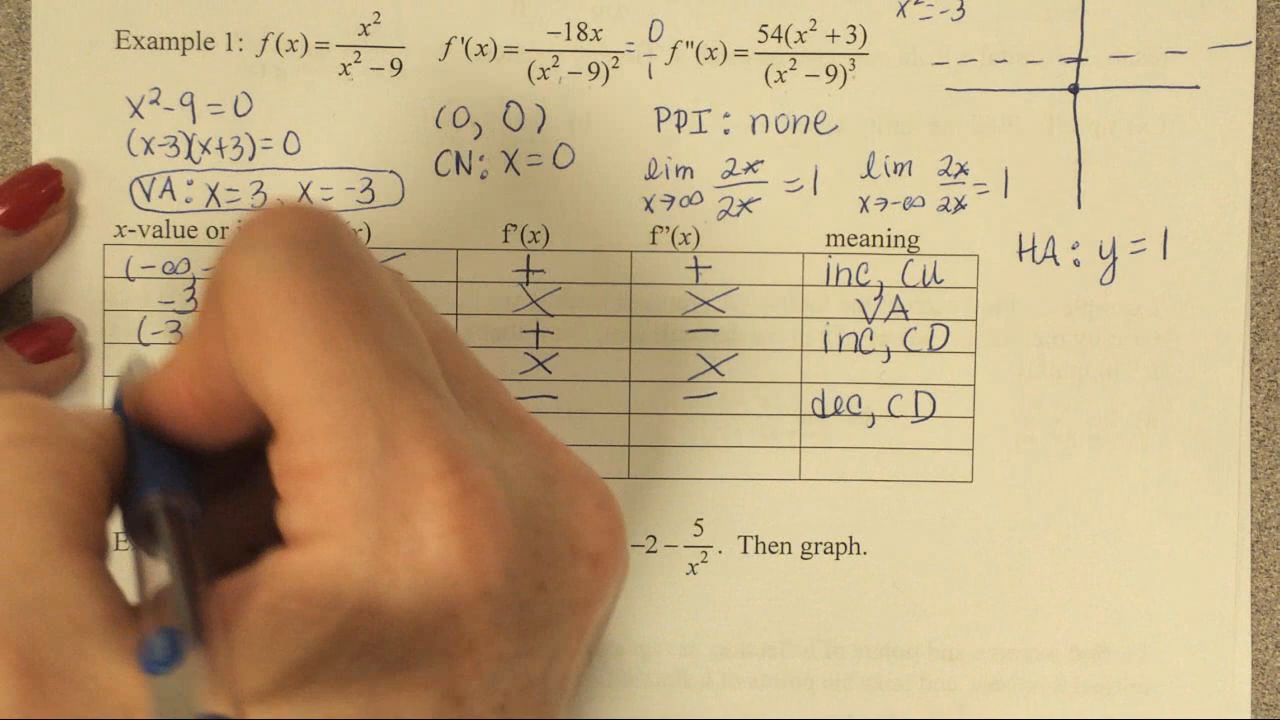 x² = -3
Example 1: f(x) = x²/(x² − 9) f'(x) = −18x/(x² − 9)² = 0/1 f"(x) = 54(x² + 3)/(x² − 9)³
x²-9=0
(x-3)(x+3)=0
VA: x=3, x=-3
(0, 0)
CN: x=0
PPI: none
lim x→∞ 2x/2x = 1 lim x→-∞ 2x/2x = 1
HA: y=1
x-value or f'(x) f"(x) meaning
(-∞, + + inc, CU
-3 X X VA
(-3 + − inc, CD
X X
− − dec, CD
−2 − 5/x². Then graph.